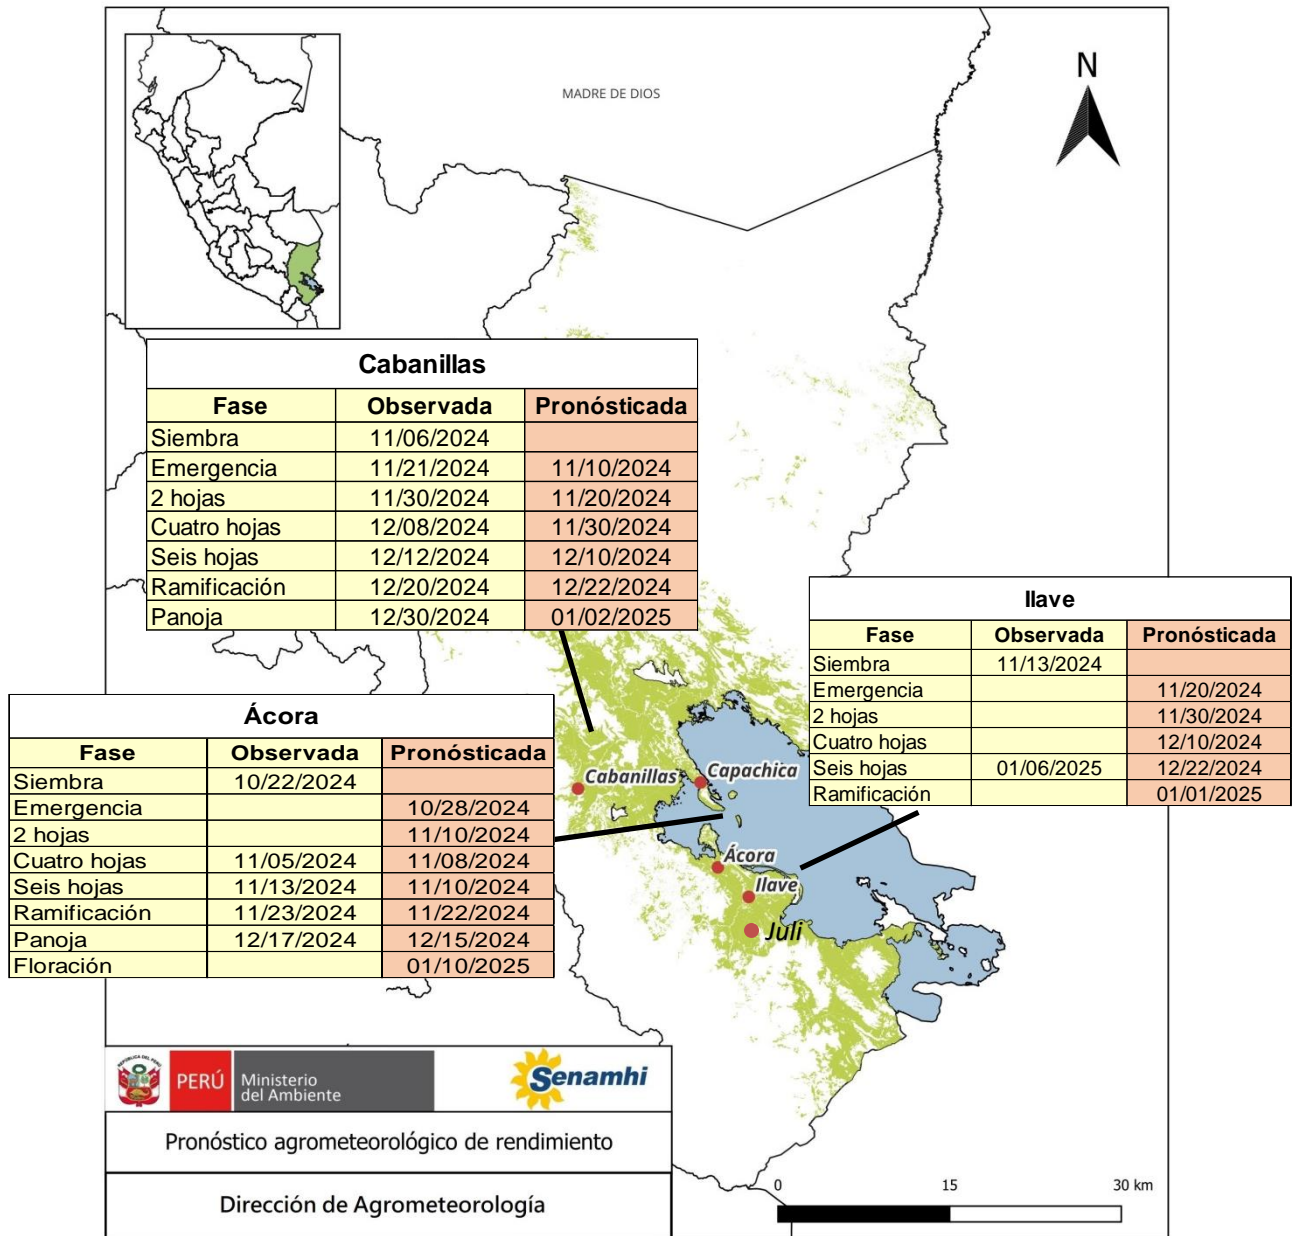 MADRE DE DIOS
N
Cabanillas
Fase Observada Pronósticada
Siembra 11/06/2024
Emergencia 11/21/2024 11/10/2024
2 hojas 11/30/2024 11/20/2024
Cuatro hojas 12/08/2024 11/30/2024
Seis hojas 12/12/2024 12/10/2024
Ramificación 12/20/2024 12/22/2024
Panoja 12/30/2024 01/02/2025
Ilave
Fase Observada Pronósticada
Siembra 11/13/2024
Emergencia 11/20/2024
2 hojas 11/30/2024
Cuatro hojas 12/10/2024
Seis hojas 01/06/2025 12/22/2024
Ramificación 01/01/2025
Ácora
Fase Observada Pronósticada
Siembra 10/22/2024
Emergencia 10/28/2024
2 hojas 11/10/2024
Cuatro hojas 11/05/2024 11/08/2024
Seis hojas 11/13/2024 11/10/2024
Ramificación 11/23/2024 11/22/2024
Panoja 12/17/2024 12/15/2024
Floración 01/10/2025
Cabanillas
Capachica
Ácora
Ilave
Juli
REPÚBLICA DEL PERÚ
PERÚ
Ministerio
del Ambiente
Senamhi
Pronóstico agrometeorológico de rendimiento
Dirección de Agrometeorología
0 15 30 km